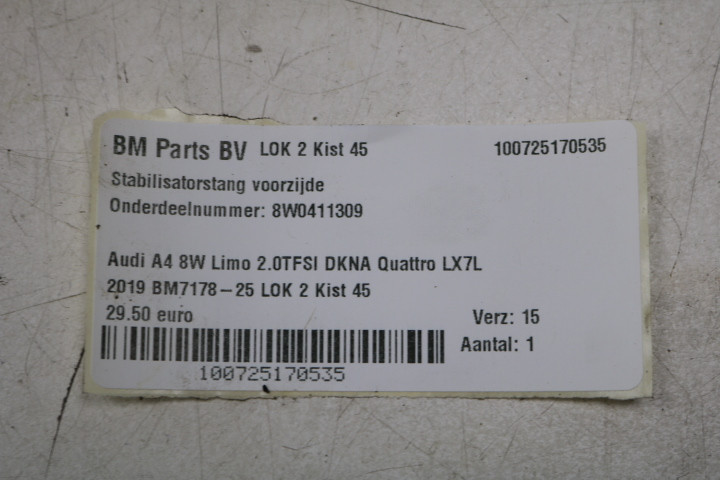 BM Parts BV LOK 2 Kist 45 100725170535
Stabilisatorstang voorzijde
Onderdeelnummer: 8W0411309
Audi A4 8W Limo 2.0TFSI DKNA Quattro LX7L
2019 BM7178-25 LOK 2 Kist 45
29.50 euro Verz: 15
Aantal: 1
100725170535